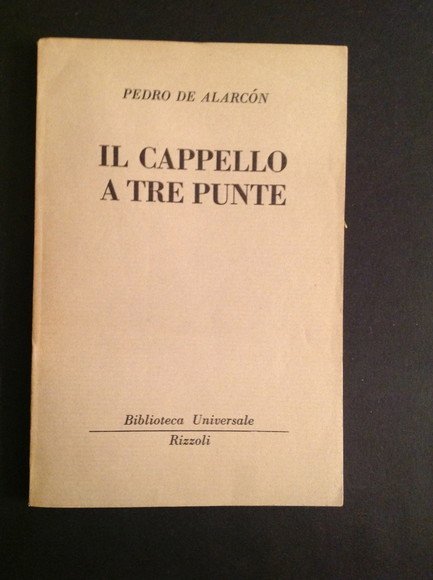 PEDRO DE ALARCÓN
IL CAPPELLO
A TRE PUNTE
Biblioteca Universale
Rizzoli